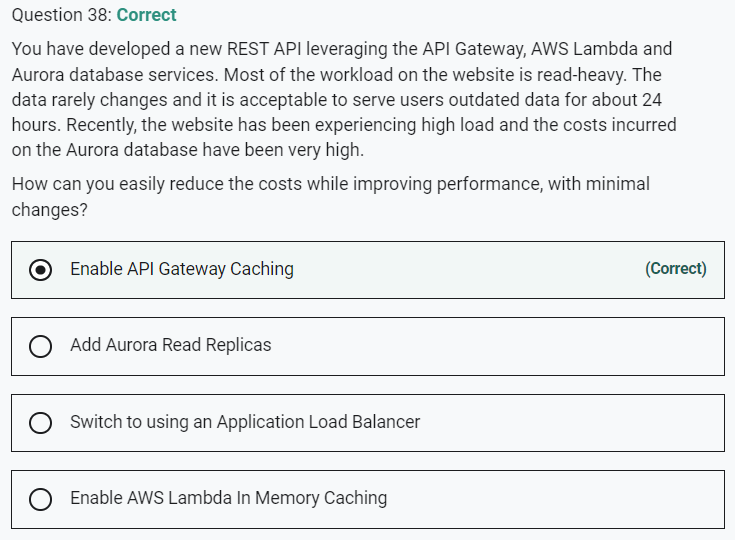 Question 38: Correct
You have developed a new REST API leveraging the API Gateway, AWS Lambda and
Aurora database services. Most of the workload on the website is read-heavy. The
data rarely changes and it is acceptable to serve users outdated data for about 24
hours. Recently, the website has been experiencing high load and the costs incurred
on the Aurora database have been very high.
How can you easily reduce the costs while improving performance, with minimal
changes?
Enable API Gateway Caching (Correct)
Add Aurora Read Replicas
Switch to using an Application Load Balancer
Enable AWS Lambda In Memory Caching